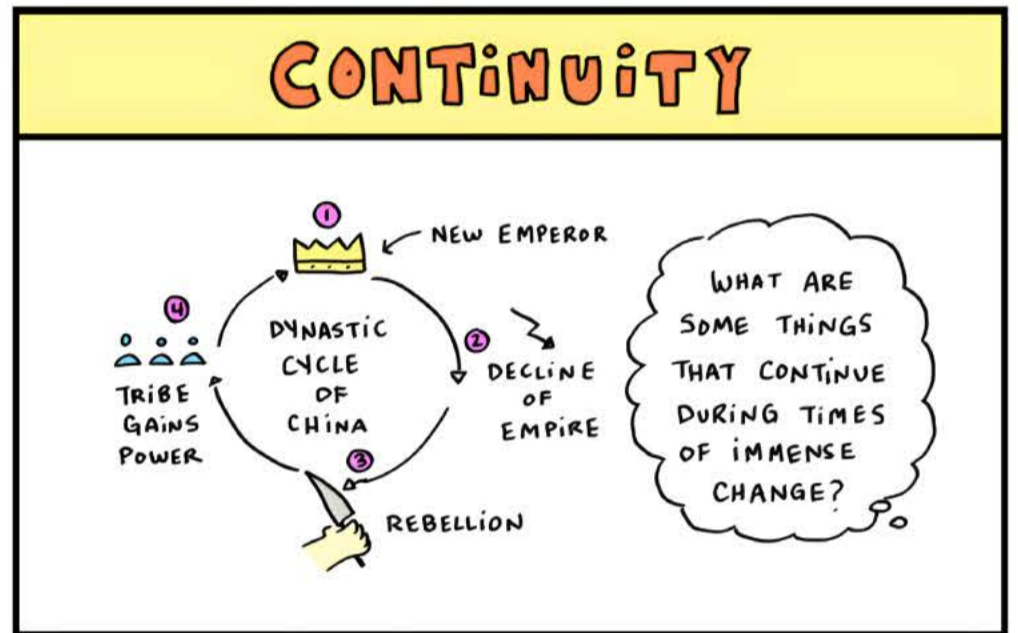 CONTiNUiTY
1
NEW EMPEROR
4
DYNASTiC
CYCLE
OF
CHiNA
2
DECLiNE
OF
EMPiRE
TRiBE
GAiNS
POWER
3
REBELLiON
WHAT ARE
SOME THiNGS
THAT CONTiNUE
DURiNG TiMES
OF iMMENSE
CHANGE?